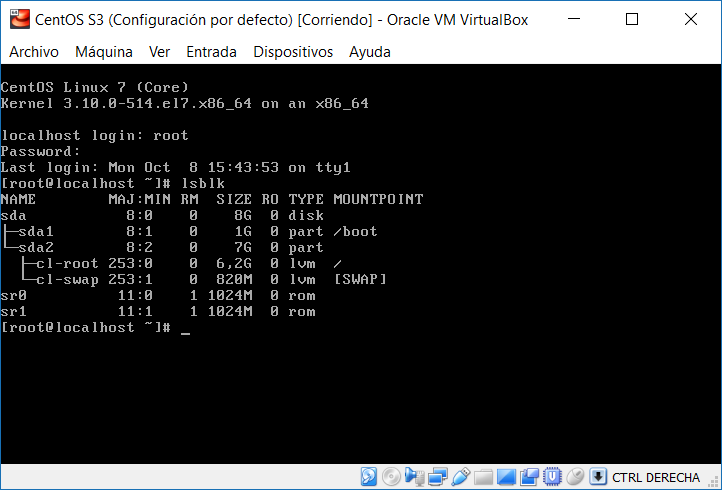 CentOS S3 (Configuración por defecto) [Corriendo] - Oracle VM VirtualBox
Archivo Máquina Ver Entrada Dispositivos Ayuda
CentOS Linux 7 (Core)
Kernel 3.10.0-514.el7.x86_64 on an x86_64
localhost login: root
Password:
Last login: Mon Oct  8 15:43:53 on tty1
[root@localhost ~]# lsblk
NAME        MAJ:MIN RM  SIZE RO TYPE MOUNTPOINT
sda           8:0    0    8G  0 disk
├─sda1        8:1    0    1G  0 part /boot
└─sda2        8:2    0    7G  0 part
  ├─cl-root 253:0    0  6,2G  0 lvm  /
  └─cl-swap 253:1    0  820M  0 lvm  [SWAP]
sr0          11:0    1 1024M  0 rom
sr1          11:1    1 1024M  0 rom
[root@localhost ~]# _
CTRL DERECHA